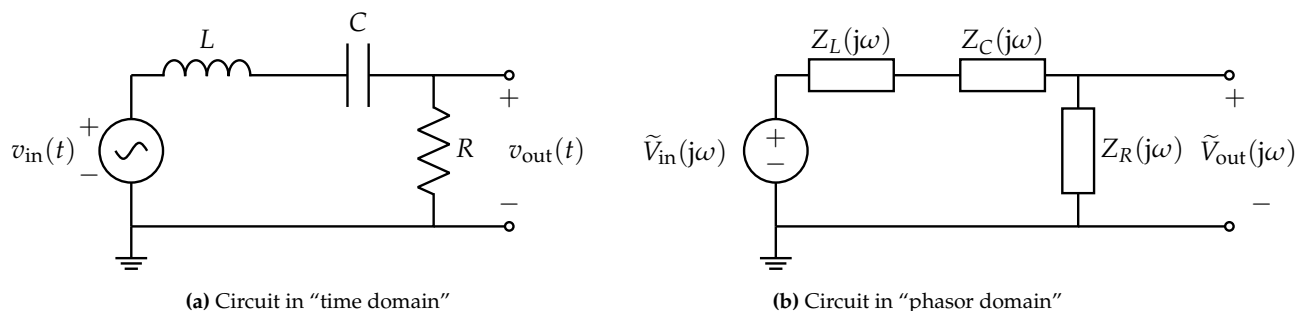 L
C
+
−
v_in(t)
R
+
−
v_out(t)
(a) Circuit in “time domain”
Z_L(jω)
Z_C(jω)
Ṽ_in(jω)
+
−
Z_R(jω)
+
−
Ṽ_out(jω)
(b) Circuit in “phasor domain”